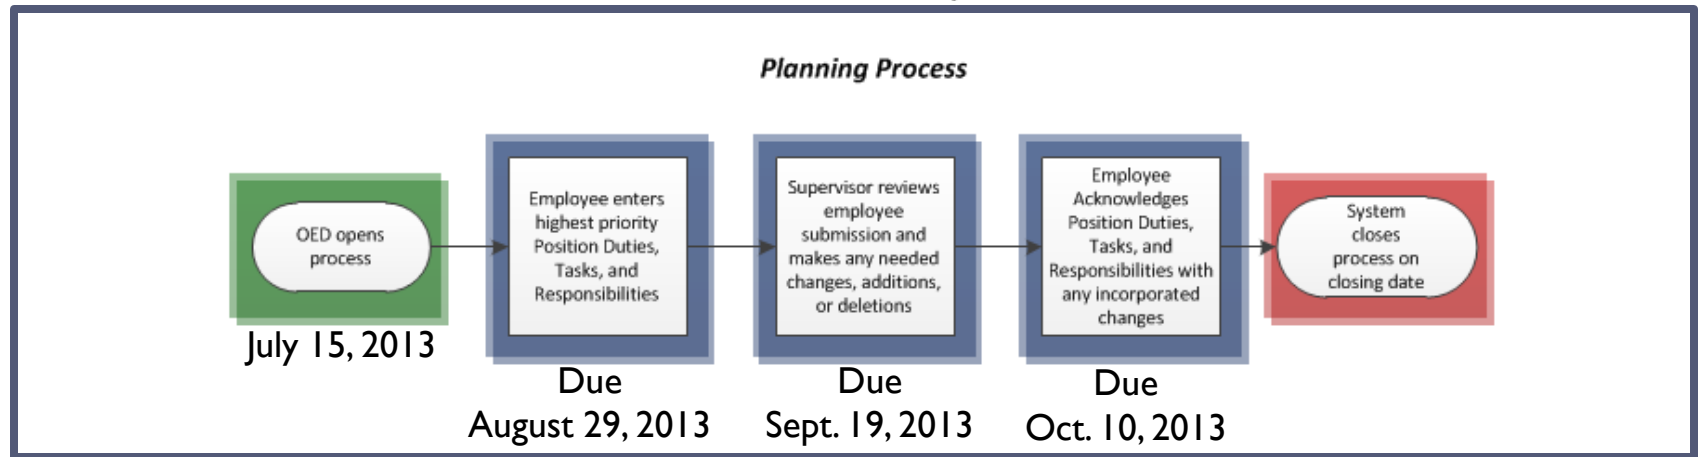 Planning Process
OED opens
process
July 15, 2013
Employee enters
highest priority
Position Duties,
Tasks, and
Responsibilities
Due
August 29, 2013
Supervisor reviews
employee
submission and
makes any needed
changes, additions,
or deletions
Due
Sept. 19, 2013
Employee
Acknowledges
Position Duties,
Tasks, and
Responsibilities with
any incorporated
changes
Due
Oct. 10, 2013
System
closes
process on
closing date